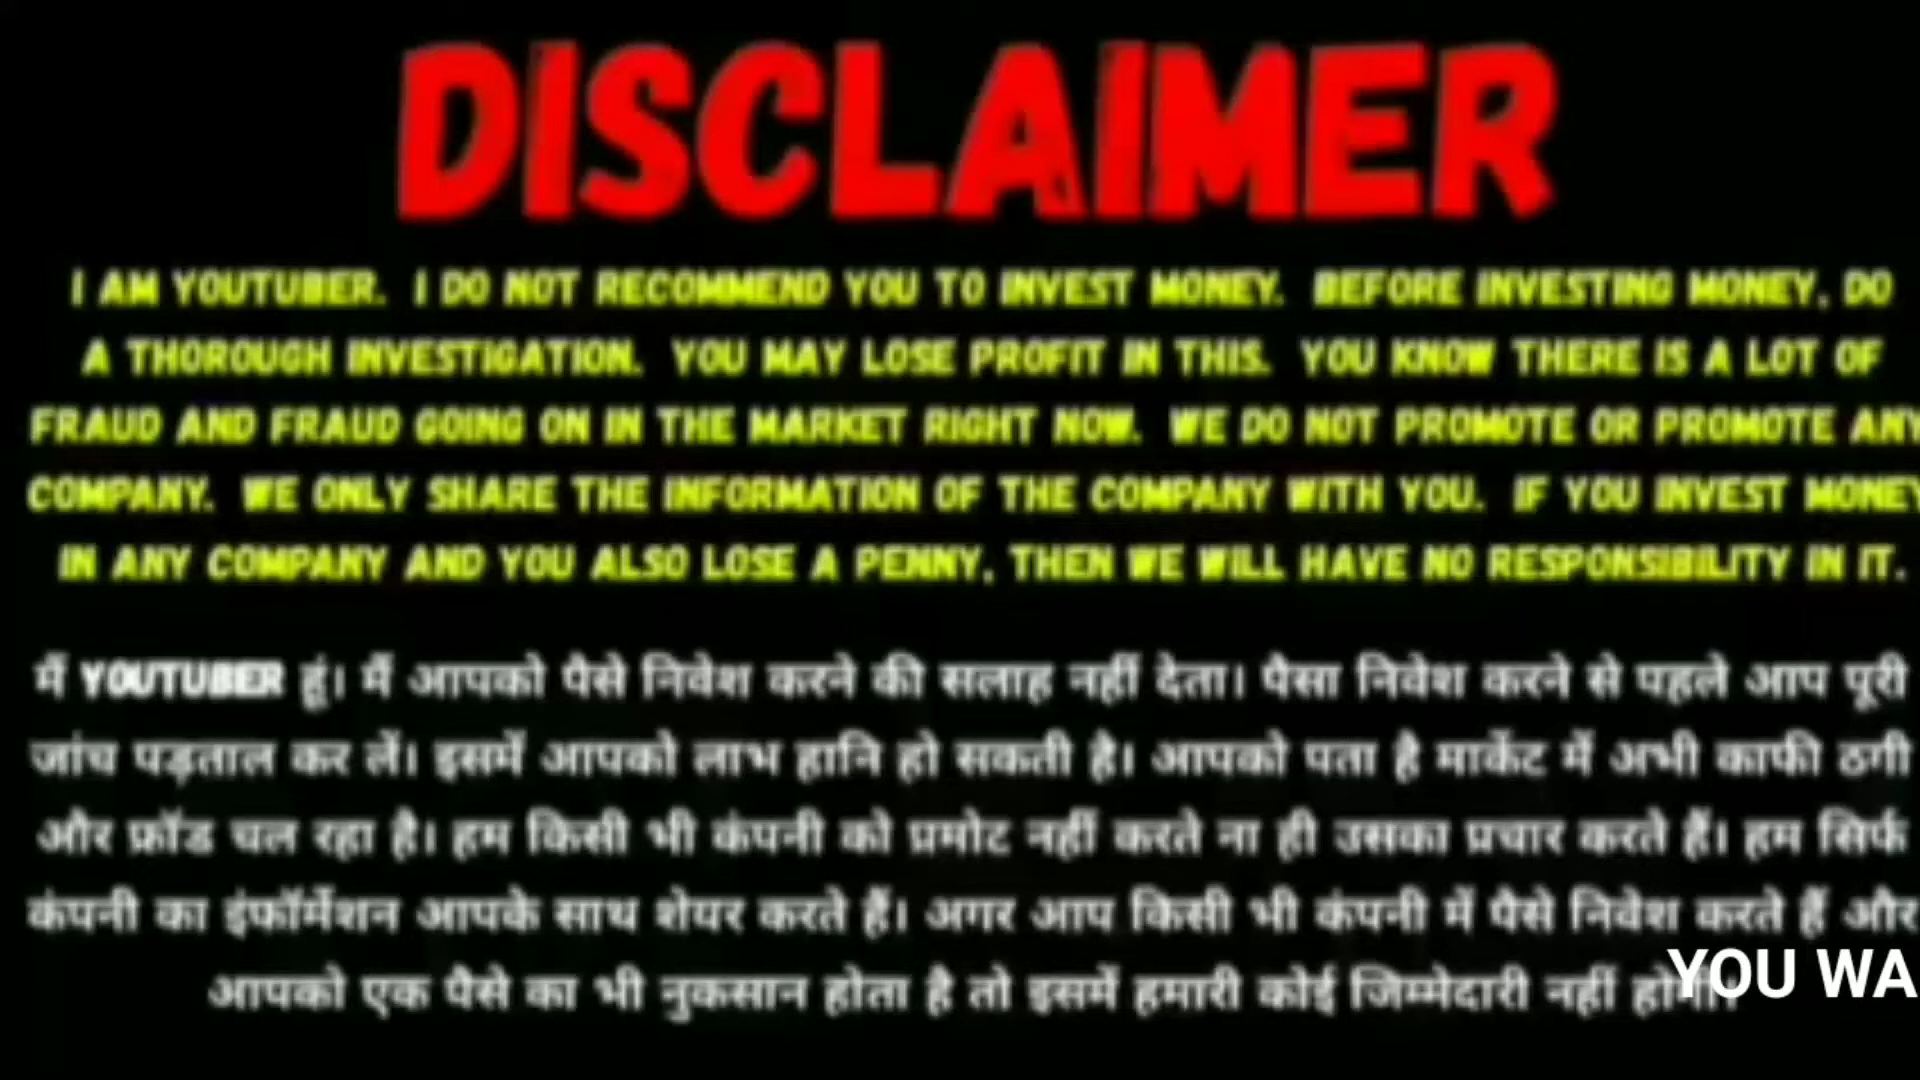 DISCLAIMER
I AM YOUTUBER. I DO NOT RECOMMEND YOU TO INVEST MONEY. BEFORE INVESTING MONEY, DO
A THOROUGH INVESTIGATION. YOU MAY LOSE PROFIT IN THIS. YOU KNOW THERE IS A LOT OF
FRAUD AND FRAUD GOING ON IN THE MARKET RIGHT NOW. WE DO NOT PROMOTE OR PROMOTE ANY
COMPANY. WE ONLY SHARE THE INFORMATION OF THE COMPANY WITH YOU. IF YOU INVEST MONEY
IN ANY COMPANY AND YOU ALSO LOSE A PENNY, THEN WE WILL HAVE NO RESPONSIBILITY IN IT.
मैं YOUTUBER हूं। मैं आपको पैसे निवेश करने की सलाह नहीं देता। पैसा निवेश करने से पहले आप पूरी
जांच पड़ताल कर लें। इसमें आपको लाभ हानि हो सकती है। आपको पता है मार्केट में अभी काफी ठगी
और फ्रॉड चल रहा है। हम किसी भी कंपनी को प्रमोट नहीं करते ना ही उसका प्रचार करते हैं। हम सिर्फ
कंपनी का इंफॉर्मेशन आपके साथ शेयर करते हैं। अगर आप किसी भी कंपनी में पैसे निवेश करते हैं और
आपको एक पैसे का भी नुकसान होता है तो इसमें हमारी कोई जिम्मेदारी नहीं
YOU WA